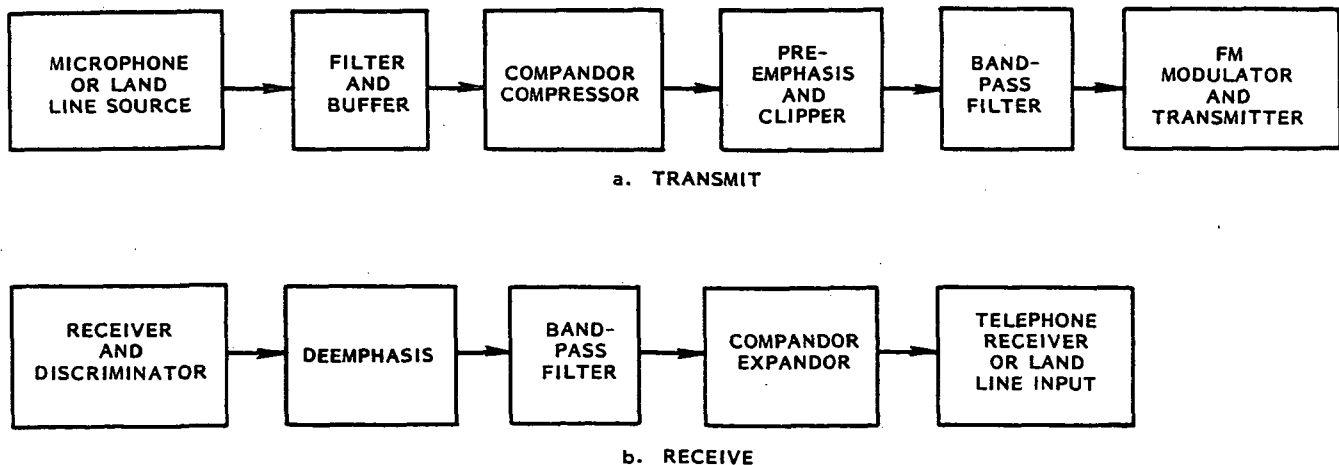 MICROPHONE
OR LAND
LINE SOURCE
FILTER
AND
BUFFER
COMPANDOR
COMPRESSOR
PRE-
EMPHASIS
AND
CLIPPER
BAND-
PASS
FILTER
FM
MODULATOR
AND
TRANSMITTER
a. TRANSMIT
RECEIVER
AND
DISCRIMINATOR
DEEMPHASIS
BAND-
PASS
FILTER
COMPANDOR
EXPANDOR
TELEPHONE
RECEIVER
OR LAND
LINE INPUT
b. RECEIVE